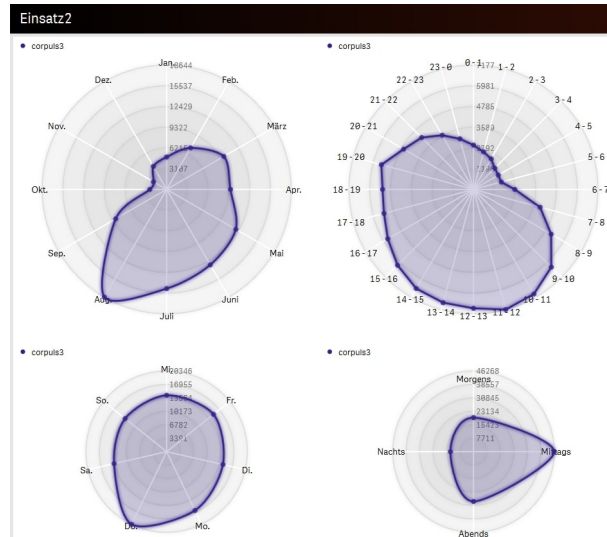 Einsatz2
corpuls3
Jan.
18644
15537
12429
9322
6215
3107
Feb.
März
Apr.
Mai
Juni
Juli
Aug.
Sep.
Okt.
Nov.
Dez.
corpuls3
0-1
7177
5981
4785
3589
1-2
2-3
3-4
4-5
5-6
6-7
7-8
8-9
9-10
10-11
11-12
12-13
13-14
14-15
15-16
16-17
17-18
18-19
19-20
20-21
21-22
22-23
23-0
corpuls3
Mi.
20346
16955
10173
6782
3391
Fr.
Di.
Mo.
Do.
Sa.
So.
corpuls3
Morgens
46268
38557
30845
23134
15423
7711
Mittags
Abends
Nachts